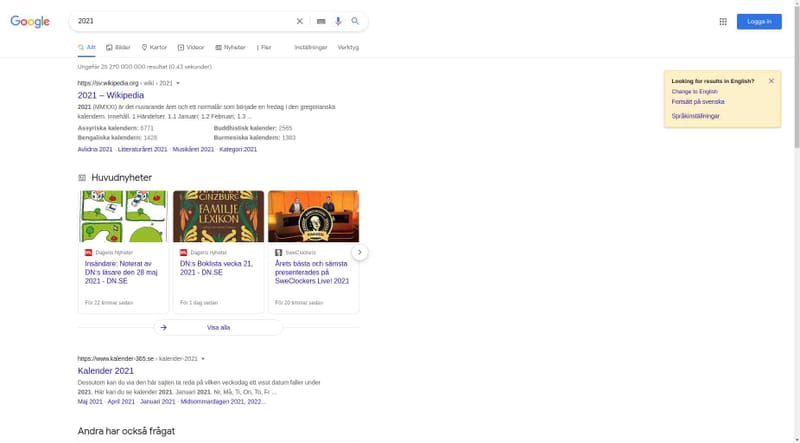 Google
2021
Logga in
Allt
Bilder
Kartor
Videor
Nyheter
Fler
Inställningar
Verktyg
Ungefär 25 270 000 000 resultat (0,43 sekunder)
Looking for results in English?
Change to English
Fortsätt på svenska
Språkinställningar
https://sv.wikipedia.org › wiki › 2021
2021 – Wikipedia
2021 (MMXXI) är det nuvarande året och ett normalår som började en fredag i den gregorianska
kalendern. Innehåll. 1 Händelser. 1.1 Januari; 1.2 Februari; 1.3 ...
Assyriska kalendern: 6771
Buddhistisk kalender: 2565
Bengaliska kalendern: 1428
Burmesiska kalendern: 1383
Avlidna 2021 · Litteraturåret 2021 · Musikåret 2021 · Kategori:2021
Huvudnyheter
GINZBURG
FAMILJE
LEXIKON
Dagens Nyheter
Insändare: Noterat av
DN:s läsare den 28 maj
2021 - DN.SE
För 22 timmar sedan
Dagens Nyheter
DN:s Boklista vecka 21,
2021 - DN.SE
För 1 dag sedan
SweClockers
Årets bästa och sämsta
presenterades på
SweClockers Live! 2021
För 20 timmar sedan
Visa alla
https://www.kalender-365.se › kalender-2021
Kalender 2021
Dessutom kan du via den här sajten ta reda på vilken veckodag ett visst datum faller under
2021. Här kan du se kalender 2021. Januari 2021. Nr, Må, Ti, On, To, Fr ...
Maj 2021 · April 2021 · Januari 2021 · Midsommardagen 2021, 2022...
Andra har också frågat